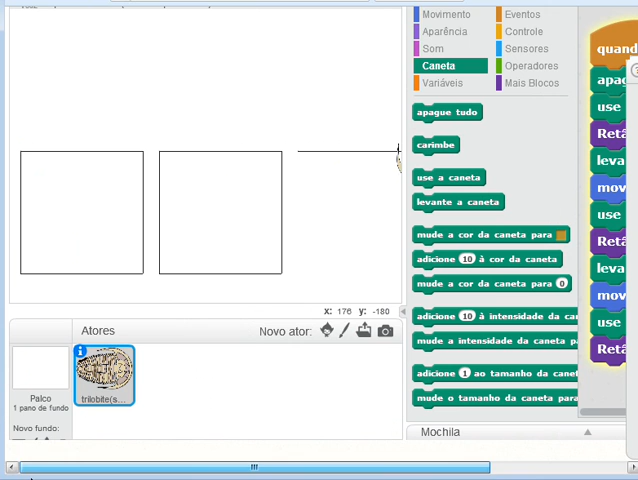 Movimento
Eventos
Aparência
Controle
Som
Sensores
Caneta
Operadores
Variáveis
Mais Blocos
apague tudo
carimbe
use a caneta
levante a caneta
mude a cor da caneta para
adicione 10 à cor da caneta
mude a cor da caneta para 0
adicione 10 à intensidade da can
mude a intensidade da caneta pa
adicione 1 ao tamanho da canet
mude o tamanho da caneta para
quand
apag
use
Retâ
leva
mov
use
Retâ
leva
mov
use
Retâ
x: 176 y: -180
Atores
Novo ator:
trilobite(s...
Palco
1 pano de fundo
Novo fundo:
Mochila